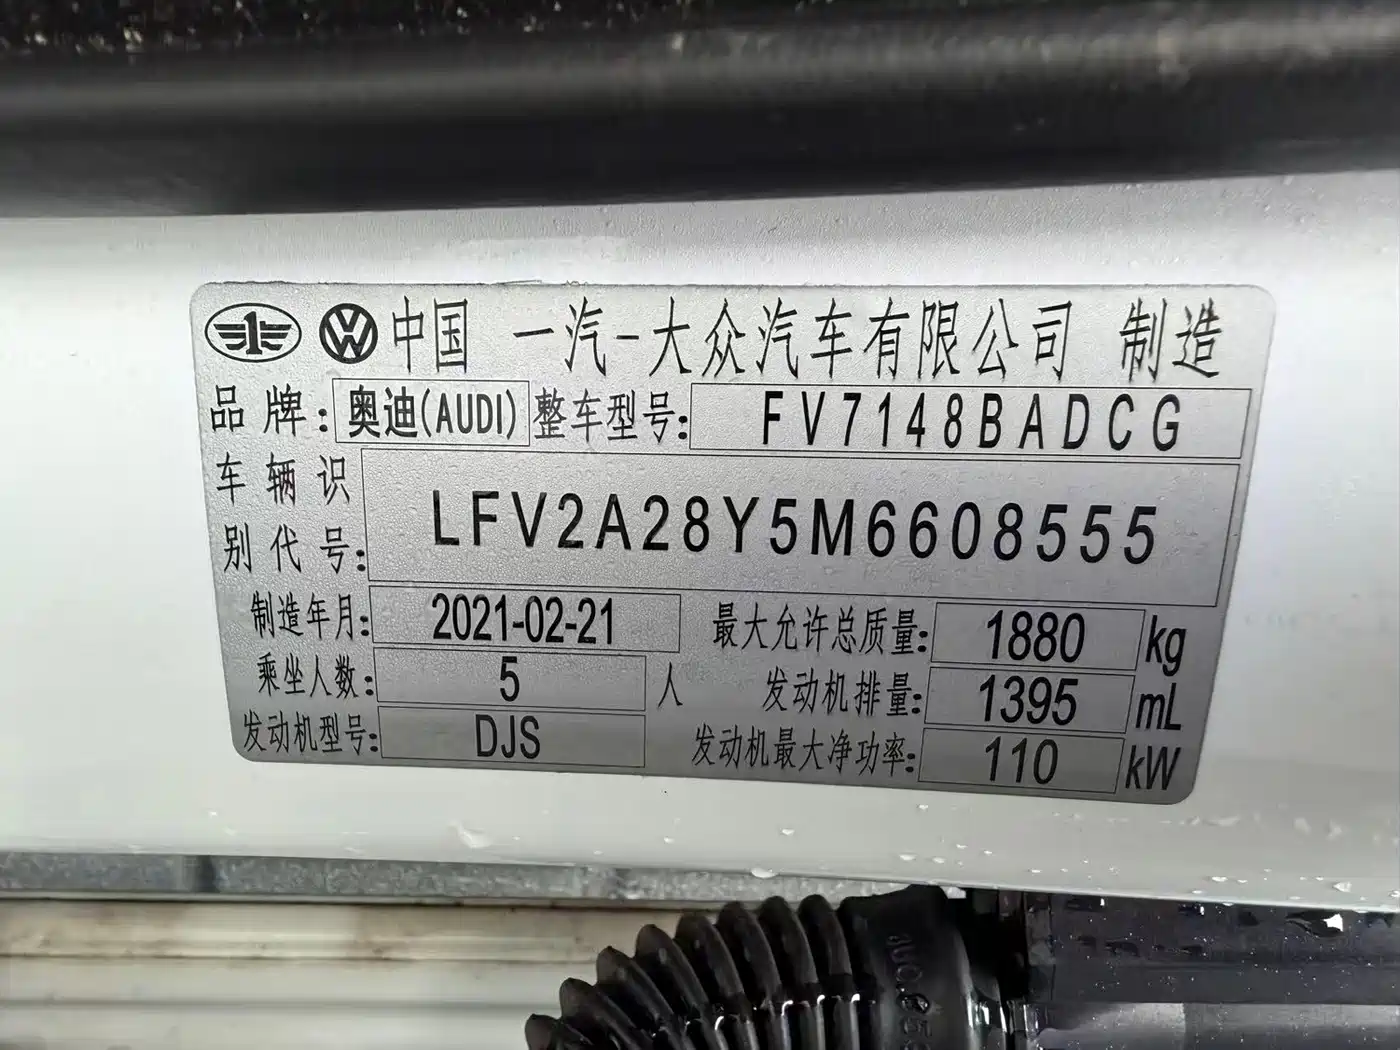 中国 一汽-大众汽车有限公司 制造
品牌: 奥迪(AUDI) 整车型号: FV7148BADCG
车辆识
别代号: LFV2A28Y5M6608555
制造年月: 2021-02-21 最大允许总质量: 1880 kg
乘坐人数: 5 人 发动机排量: 1395 mL
发动机型号: DJS 发动机最大净功率: 110 kW